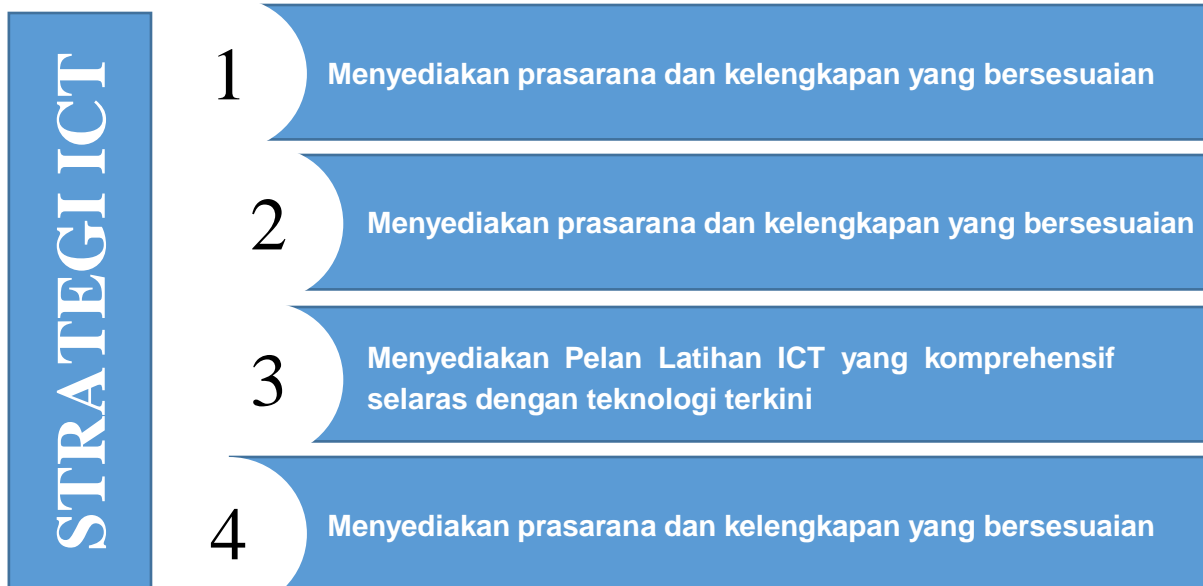 STRATEGI ICT
1
Menyediakan prasarana dan kelengkapan yang bersesuaian
2
Menyediakan prasarana dan kelengkapan yang bersesuaian
3
Menyediakan Pelan Latihan ICT yang komprehensif
selaras dengan teknologi terkini
4
Menyediakan prasarana dan kelengkapan yang bersesuaian